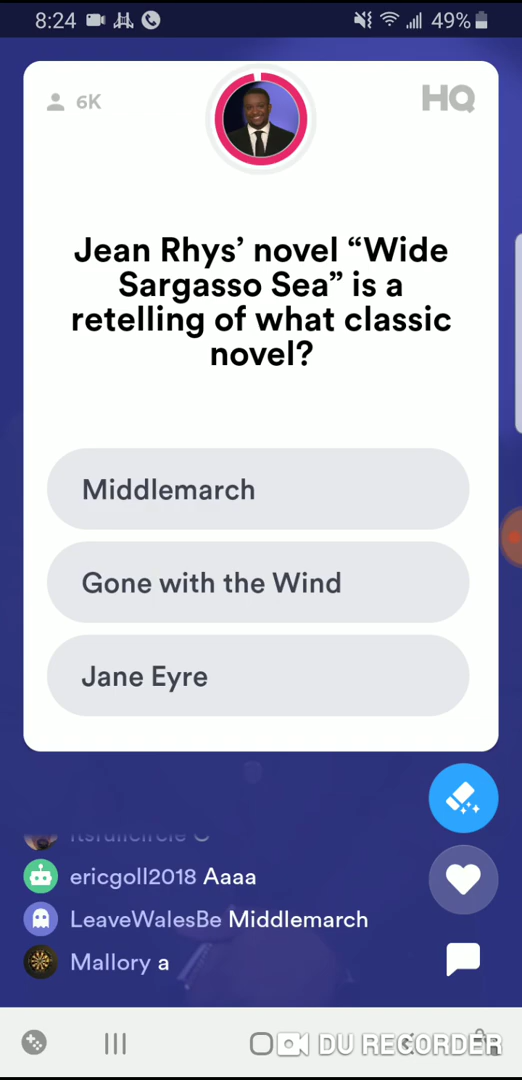 8:24 49%
6K HQ
Jean Rhys’ novel “Wide
Sargasso Sea” is a
retelling of what classic
novel?
Middlemarch
Gone with the Wind
Jane Eyre
ericgoll2018 Aaaa
LeaveWalesBe Middlemarch
Mallory a
DU RECORDER